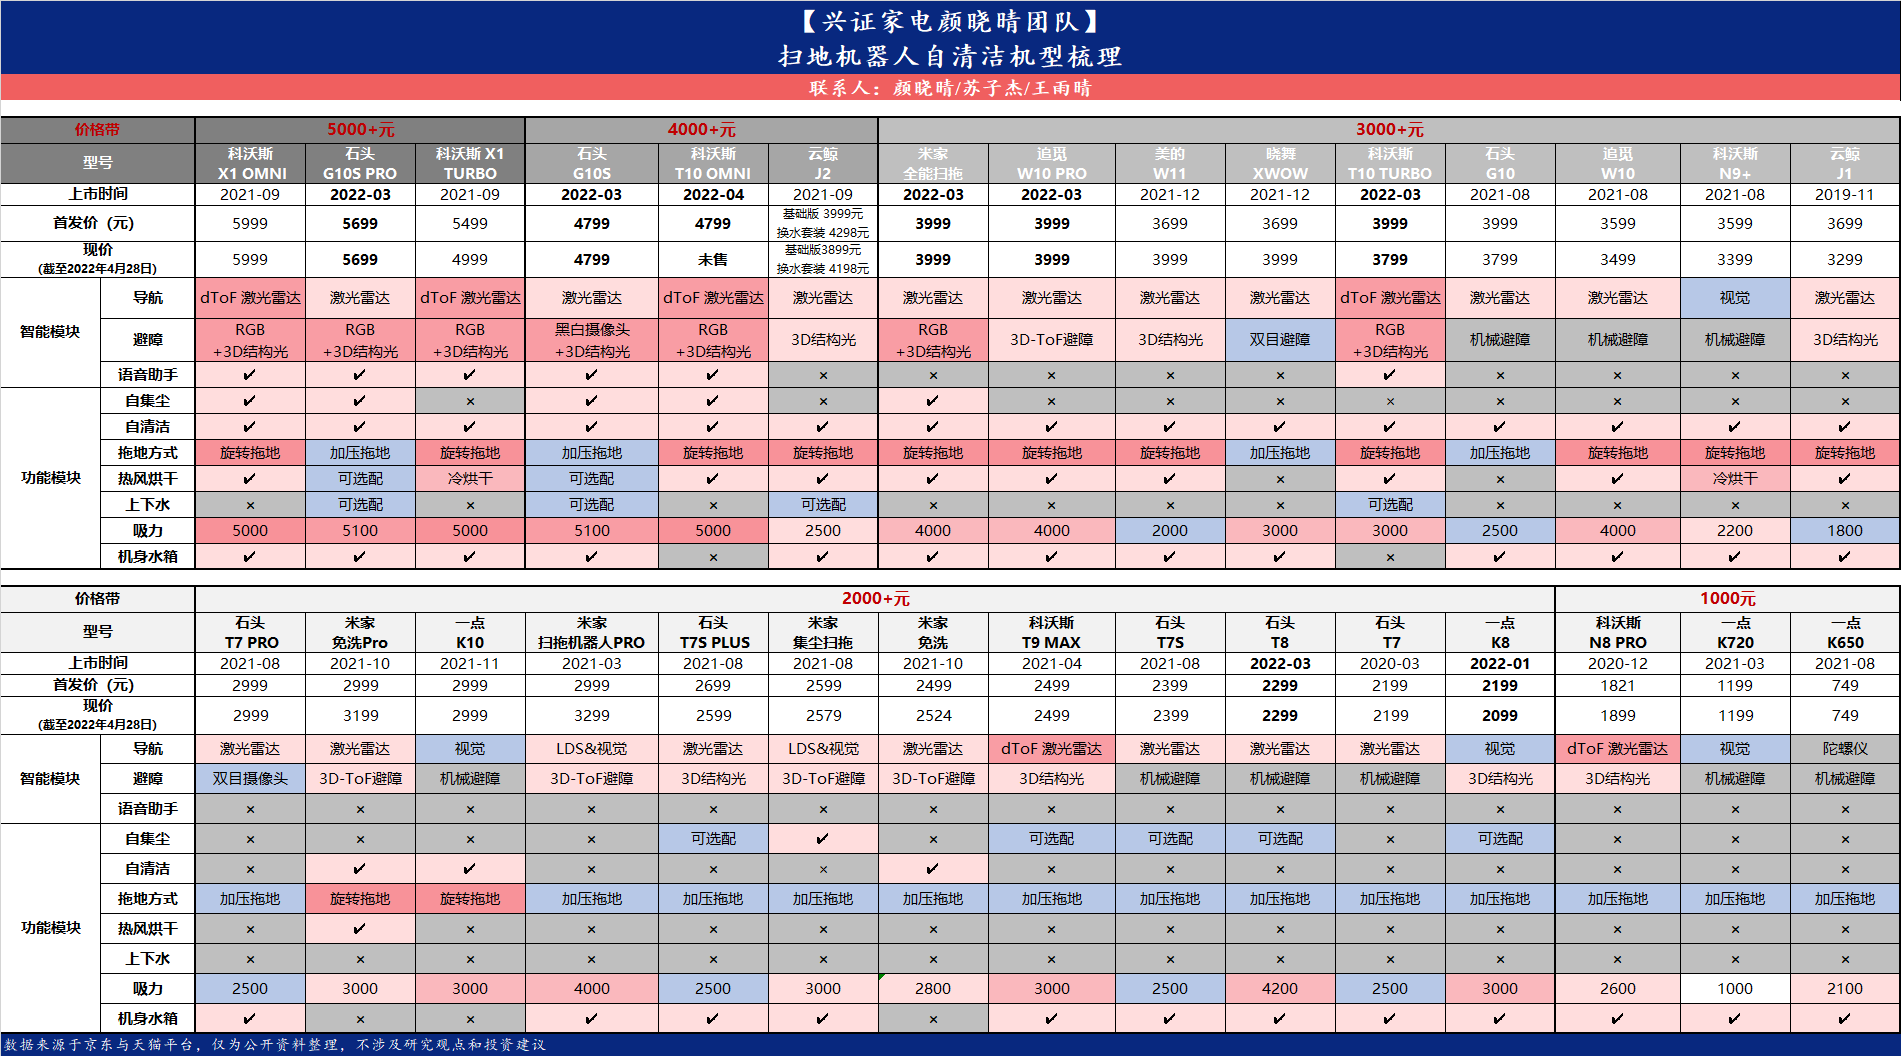 【兴证家电颜晓晴团队】
扫地机器人自清洁机型梳理
联系人：颜晓晴/苏子杰/王雨晴
价格带 5000+元 4000+元 3000+元
型号 科沃斯 X1 OMNI 石头 G10S PRO 科沃斯 X1 TURBO 石头 G10S 科沃斯 T10 OMNI 云鲸 J2 米家 全能扫拖 追觅 W10 PRO 美的 W11 晓舞 XWOW 科沃斯 T10 TURBO 石头 G10 追觅 W10 科沃斯 N9+ 云鲸 J1
上市时间 2021-09 2022-03 2021-09 2022-03 2022-04 2021-09 2022-03 2022-03 2021-12 2021-12 2022-03 2021-08 2021-08 2021-08 2019-11
首发价（元） 5999 5699 5499 4799 4799 基础版 3999元 换水套装 4298元 3999 3999 3699 3699 3999 3999 3599 3599 3699
现价 (截至2022年4月28日) 5999 5699 4999 4799 未售 基础版3899元 换水套装 4198元 3999 3999 3999 3999 3799 3799 3499 3399 3299
智能模块
导航 dToF 激光雷达 激光雷达 dToF 激光雷达 激光雷达 dToF 激光雷达 激光雷达 激光雷达 激光雷达 激光雷达 激光雷达 dToF 激光雷达 激光雷达 激光雷达 视觉 激光雷达
避障 RGB +3D结构光 RGB +3D结构光 RGB +3D结构光 黑白摄像头 +3D结构光 RGB +3D结构光 3D结构光 RGB +3D结构光 3D-ToF避障 3D结构光 双目避障 RGB +3D结构光 机械避障 机械避障 机械避障 3D结构光
语音助手 ✔ ✔ ✔ ✔ ✔ × × × × × ✔ × × × ×
功能模块
自集尘 ✔ ✔ × ✔ ✔ × ✔ × × × × × × × ×
自清洁 ✔ ✔ ✔ ✔ ✔ ✔ ✔ ✔ ✔ ✔ ✔ ✔ ✔ ✔ ✔
拖地方式 旋转拖地 加压拖地 旋转拖地 加压拖地 旋转拖地 旋转拖地 旋转拖地 旋转拖地 旋转拖地 加压拖地 旋转拖地 加压拖地 旋转拖地 旋转拖地 旋转拖地
热风烘干 ✔ 可选配 冷烘干 可选配 ✔ ✔ ✔ ✔ ✔ × ✔ × ✔ 冷烘干 ✔
上下水 × 可选配 × 可选配 × 可选配 × × × × 可选配 × × × ×
吸力 5000 5100 5000 5100 5000 2500 4000 4000 2000 3000 3000 2500 4000 2200 1800
机身水箱 ✔ ✔ ✔ ✔ × ✔ ✔ ✔ ✔ ✔ × ✔ ✔ ✔ ✔
价格带 2000+元 1000元
型号 石头 T7 PRO 米家 免洗Pro 一点 K10 米家 扫拖机器人PRO 石头 T7S PLUS 米家 集尘扫拖 米家 免洗 科沃斯 T9 MAX 石头 T7S 石头 T8 石头 T7 一点 K8 科沃斯 N8 PRO 一点 K720 一点 K650
上市时间 2021-08 2021-10 2021-11 2021-03 2021-08 2021-08 2021-10 2021-04 2021-08 2022-03 2020-03 2022-01 2020-12 2021-03 2021-08
首发价（元） 2999 2999 2999 2999 2699 2599 2499 2499 2399 2299 2199 2199 1821 1199 749
现价 (截至2022年4月28日) 2999 3199 2999 3299 2599 2579 2524 2499 2399 2299 2199 2099 1899 1199 749
智能模块
导航 激光雷达 激光雷达 视觉 LDS&视觉 激光雷达 LDS&视觉 激光雷达 dToF 激光雷达 激光雷达 激光雷达 激光雷达 视觉 dToF 激光雷达 视觉 陀螺仪
避障 双目摄像头 3D-ToF避障 机械避障 3D-ToF避障 3D结构光 3D-ToF避障 3D-ToF避障 3D结构光 机械避障 机械避障 机械避障 3D结构光 3D结构光 机械避障 机械避障
语音助手 × × × × × × × × × × × × × × ×
功能模块
自集尘 × × × × 可选配 ✔ × 可选配 可选配 可选配 × 可选配 × × ×
自清洁 × ✔ ✔ × × × ✔ × × × × × × × ×
拖地方式 加压拖地 旋转拖地 旋转拖地 加压拖地 加压拖地 加压拖地 加压拖地 加压拖地 加压拖地 加压拖地 加压拖地 加压拖地 加压拖地 加压拖地 加压拖地
热风烘干 × ✔ × × × × × × × × × × × × ×
上下水 × × × × × × × × × × × × × × ×
吸力 2500 3000 3000 4000 2500 3000 2800 3000 2500 4200 2500 3000 2600 1000 2100
机身水箱 ✔ × × ✔ ✔ ✔ × ✔ ✔ ✔ ✔ ✔ ✔ ✔ ✔
数据来源于京东与天猫平台，仅为公开资料整理，不涉及研究观点和投资建议